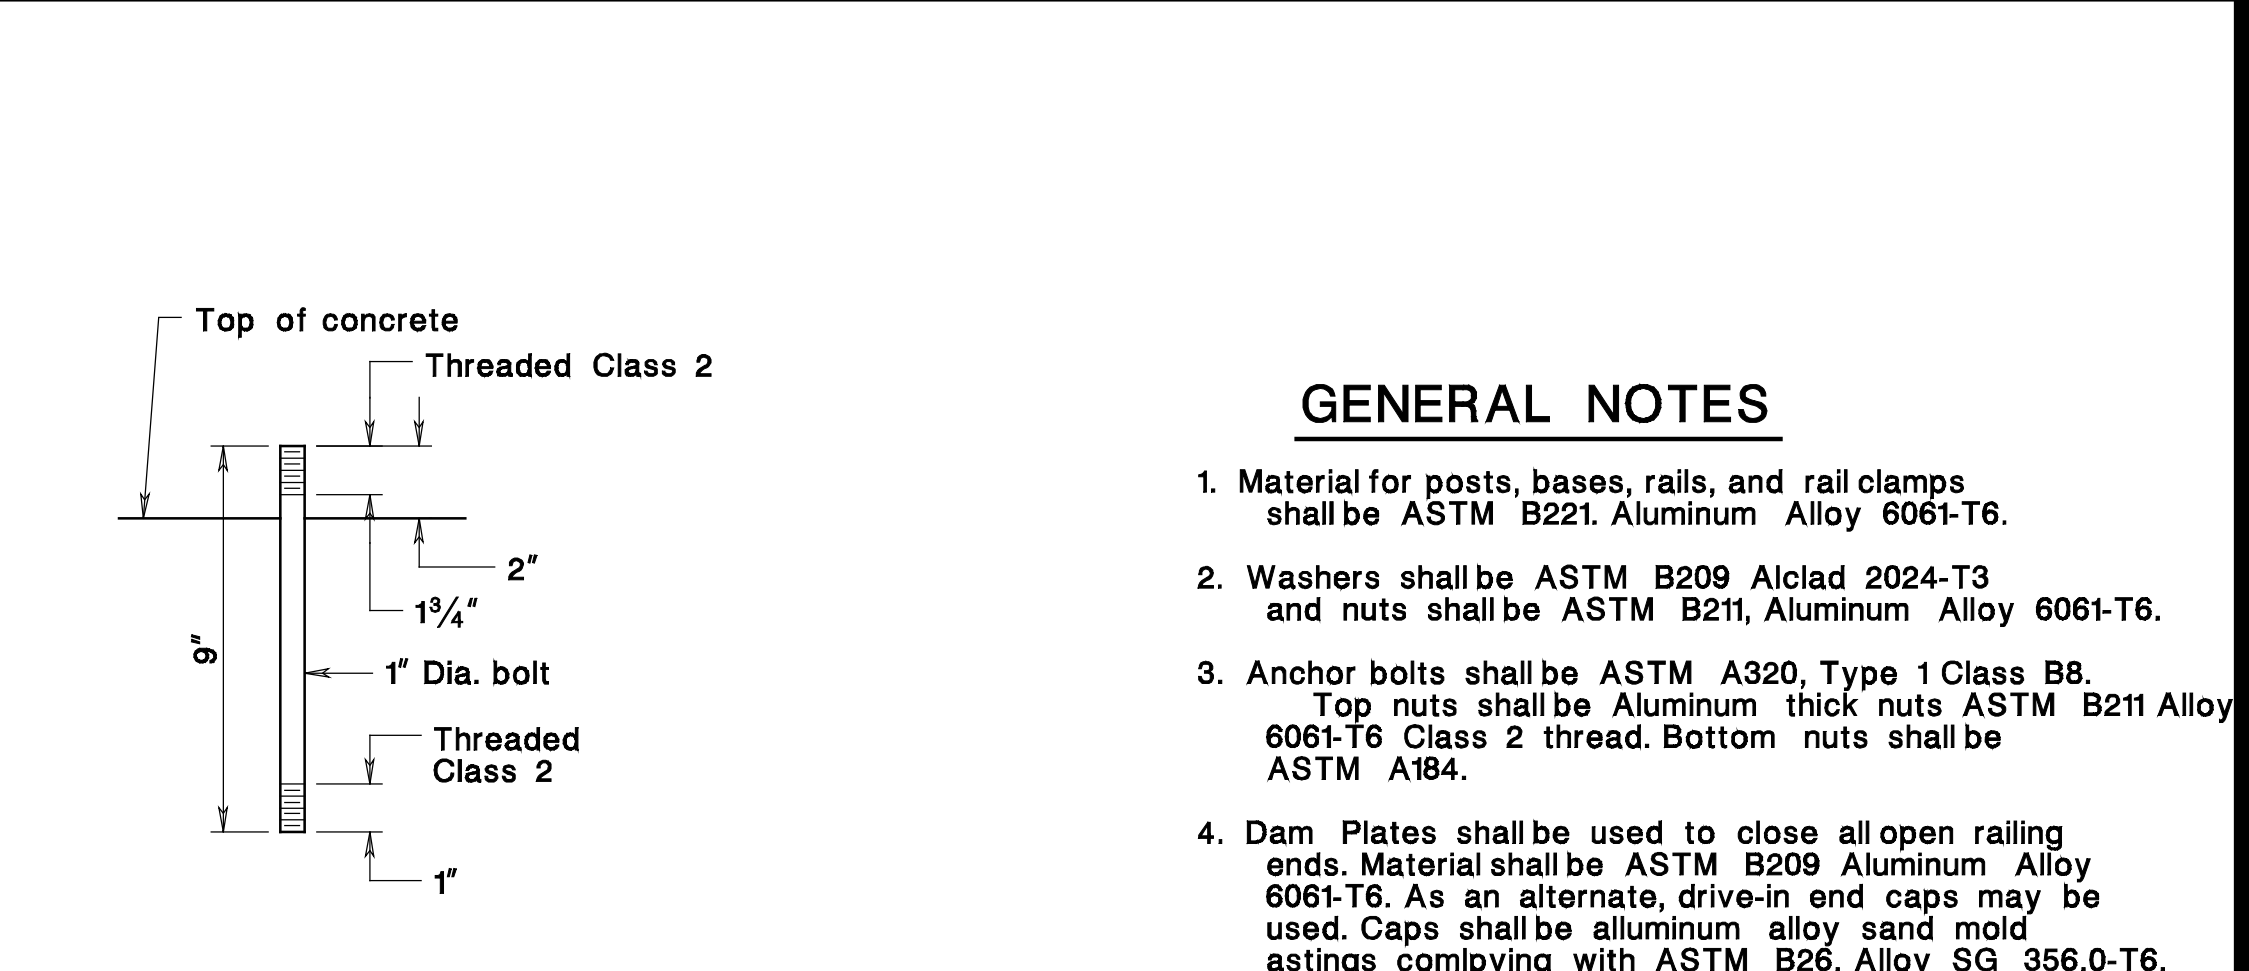 Top of concrete
Threaded Class 2
2"
1¾"
9"
1" Dia. bolt
Threaded
Class 2
1"
GENERAL NOTES
1. Material for posts, bases, rails, and rail clamps
shall be ASTM B221. Aluminum Alloy 6061-T6.
2. Washers shall be ASTM B209 Alclad 2024-T3
and nuts shall be ASTM B211, Aluminum Alloy 6061-T6.
3. Anchor bolts shall be ASTM A320, Type 1 Class B8.
Top nuts shall be Aluminum thick nuts ASTM B211 Alloy
6061-T6 Class 2 thread. Bottom nuts shall be
ASTM A184.
4. Dam Plates shall be used to close all open railing
ends. Material shall be ASTM B209 Aluminum Alloy
6061-T6. As an alternate, drive-in end caps may be
used. Caps shall be alluminum alloy sand mold
astings comlpying with ASTM B26, Alloy SG 356.0-T6.